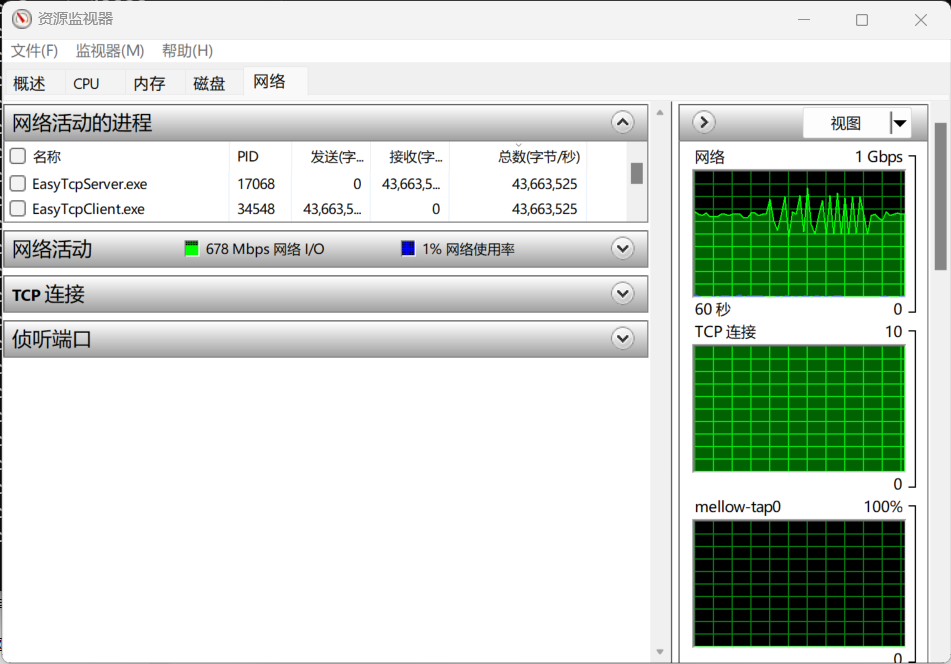 资源监视器
文件(F) 监视器(M) 帮助(H)
概述 CPU 内存 磁盘 网络
网络活动的进程
名称 PID 发送(字... 接收(字... 总数(字节/秒)
EasyTcpServer.exe 17068 0 43,663,5... 43,663,525
EasyTcpClient.exe 34548 43,663,5... 0 43,663,525
网络活动 678 Mbps 网络 I/O 1% 网络使用率
TCP 连接
侦听端口
视图
网络 1 Gbps
60 秒 0
TCP 连接 10
0
mellow-tap0 100%
0